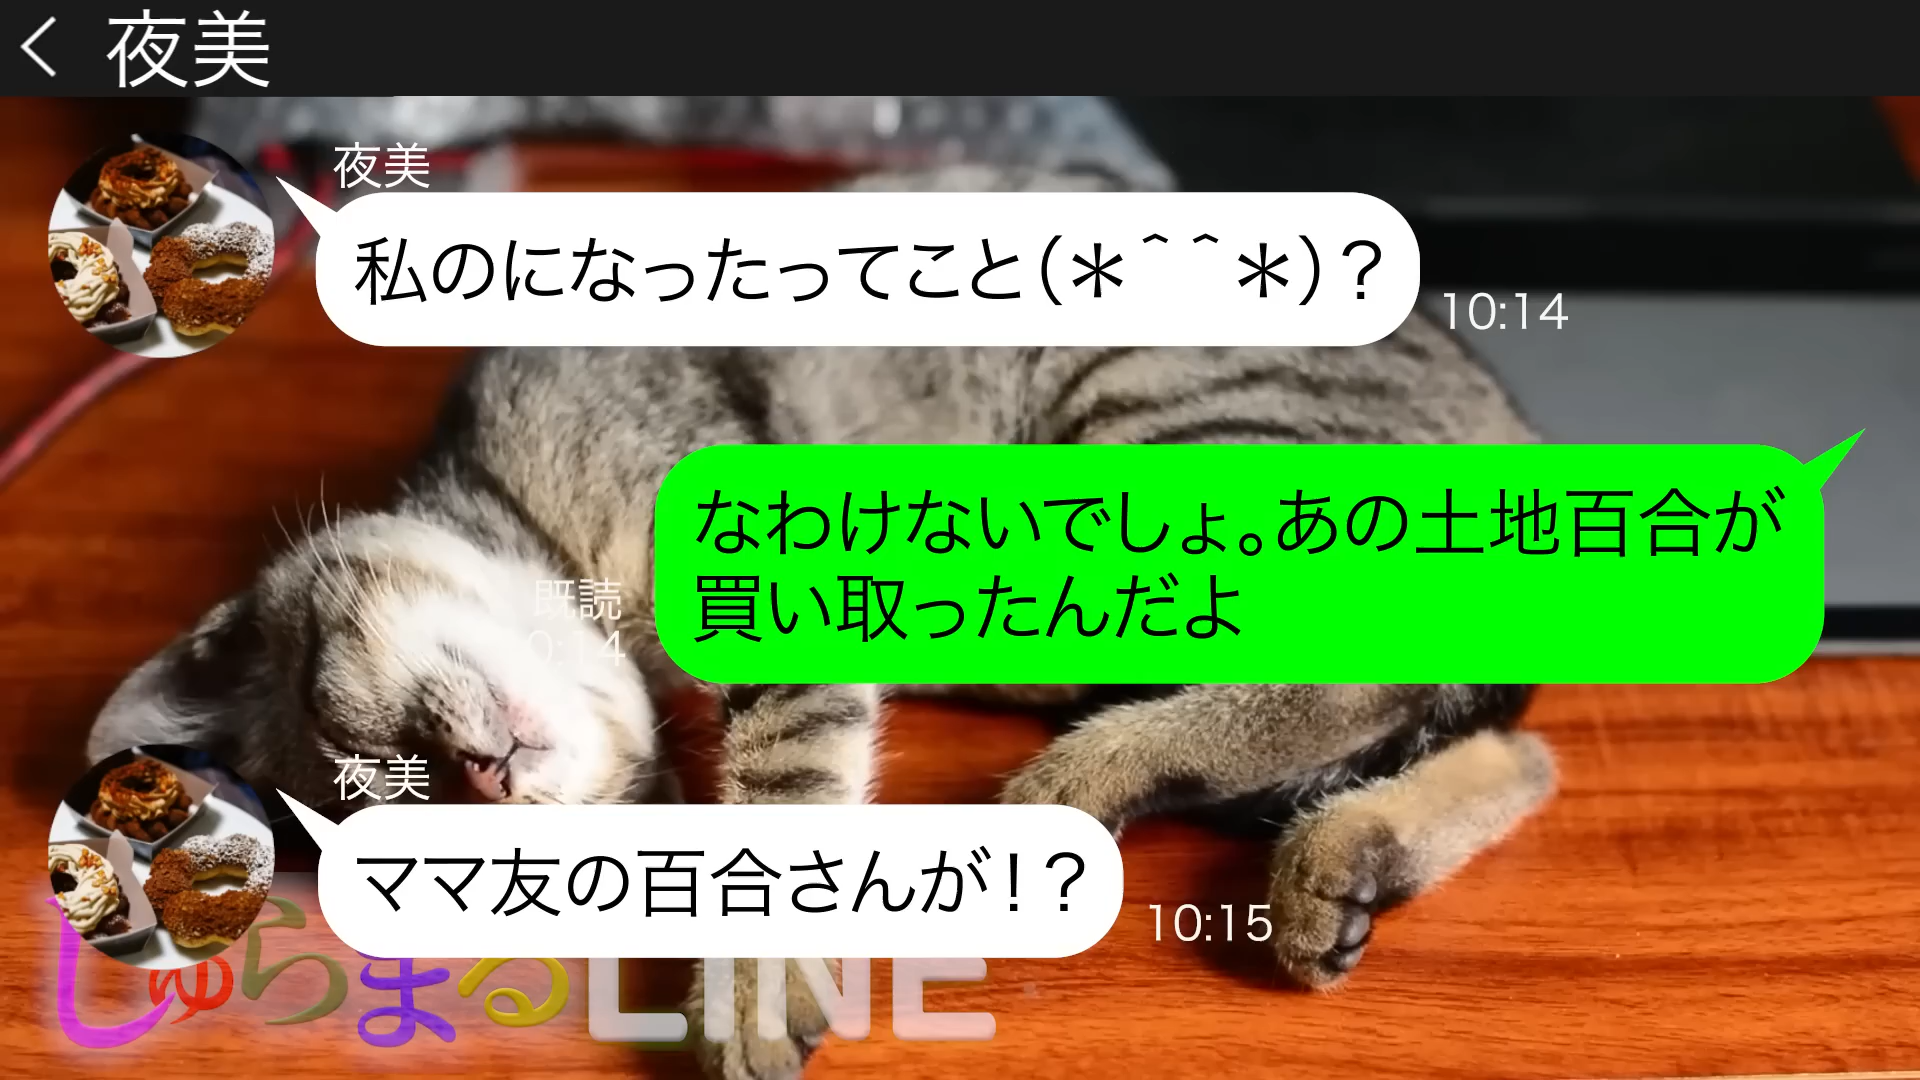 夜美
夜美
私のになったってこと(＊＾＾＊)？
10:14
なわけないでしょ。あの土地百合が
買い取ったんだよ
既読
0:14
夜美
ママ友の百合さんが！？
10:15
しゅらまるLINE